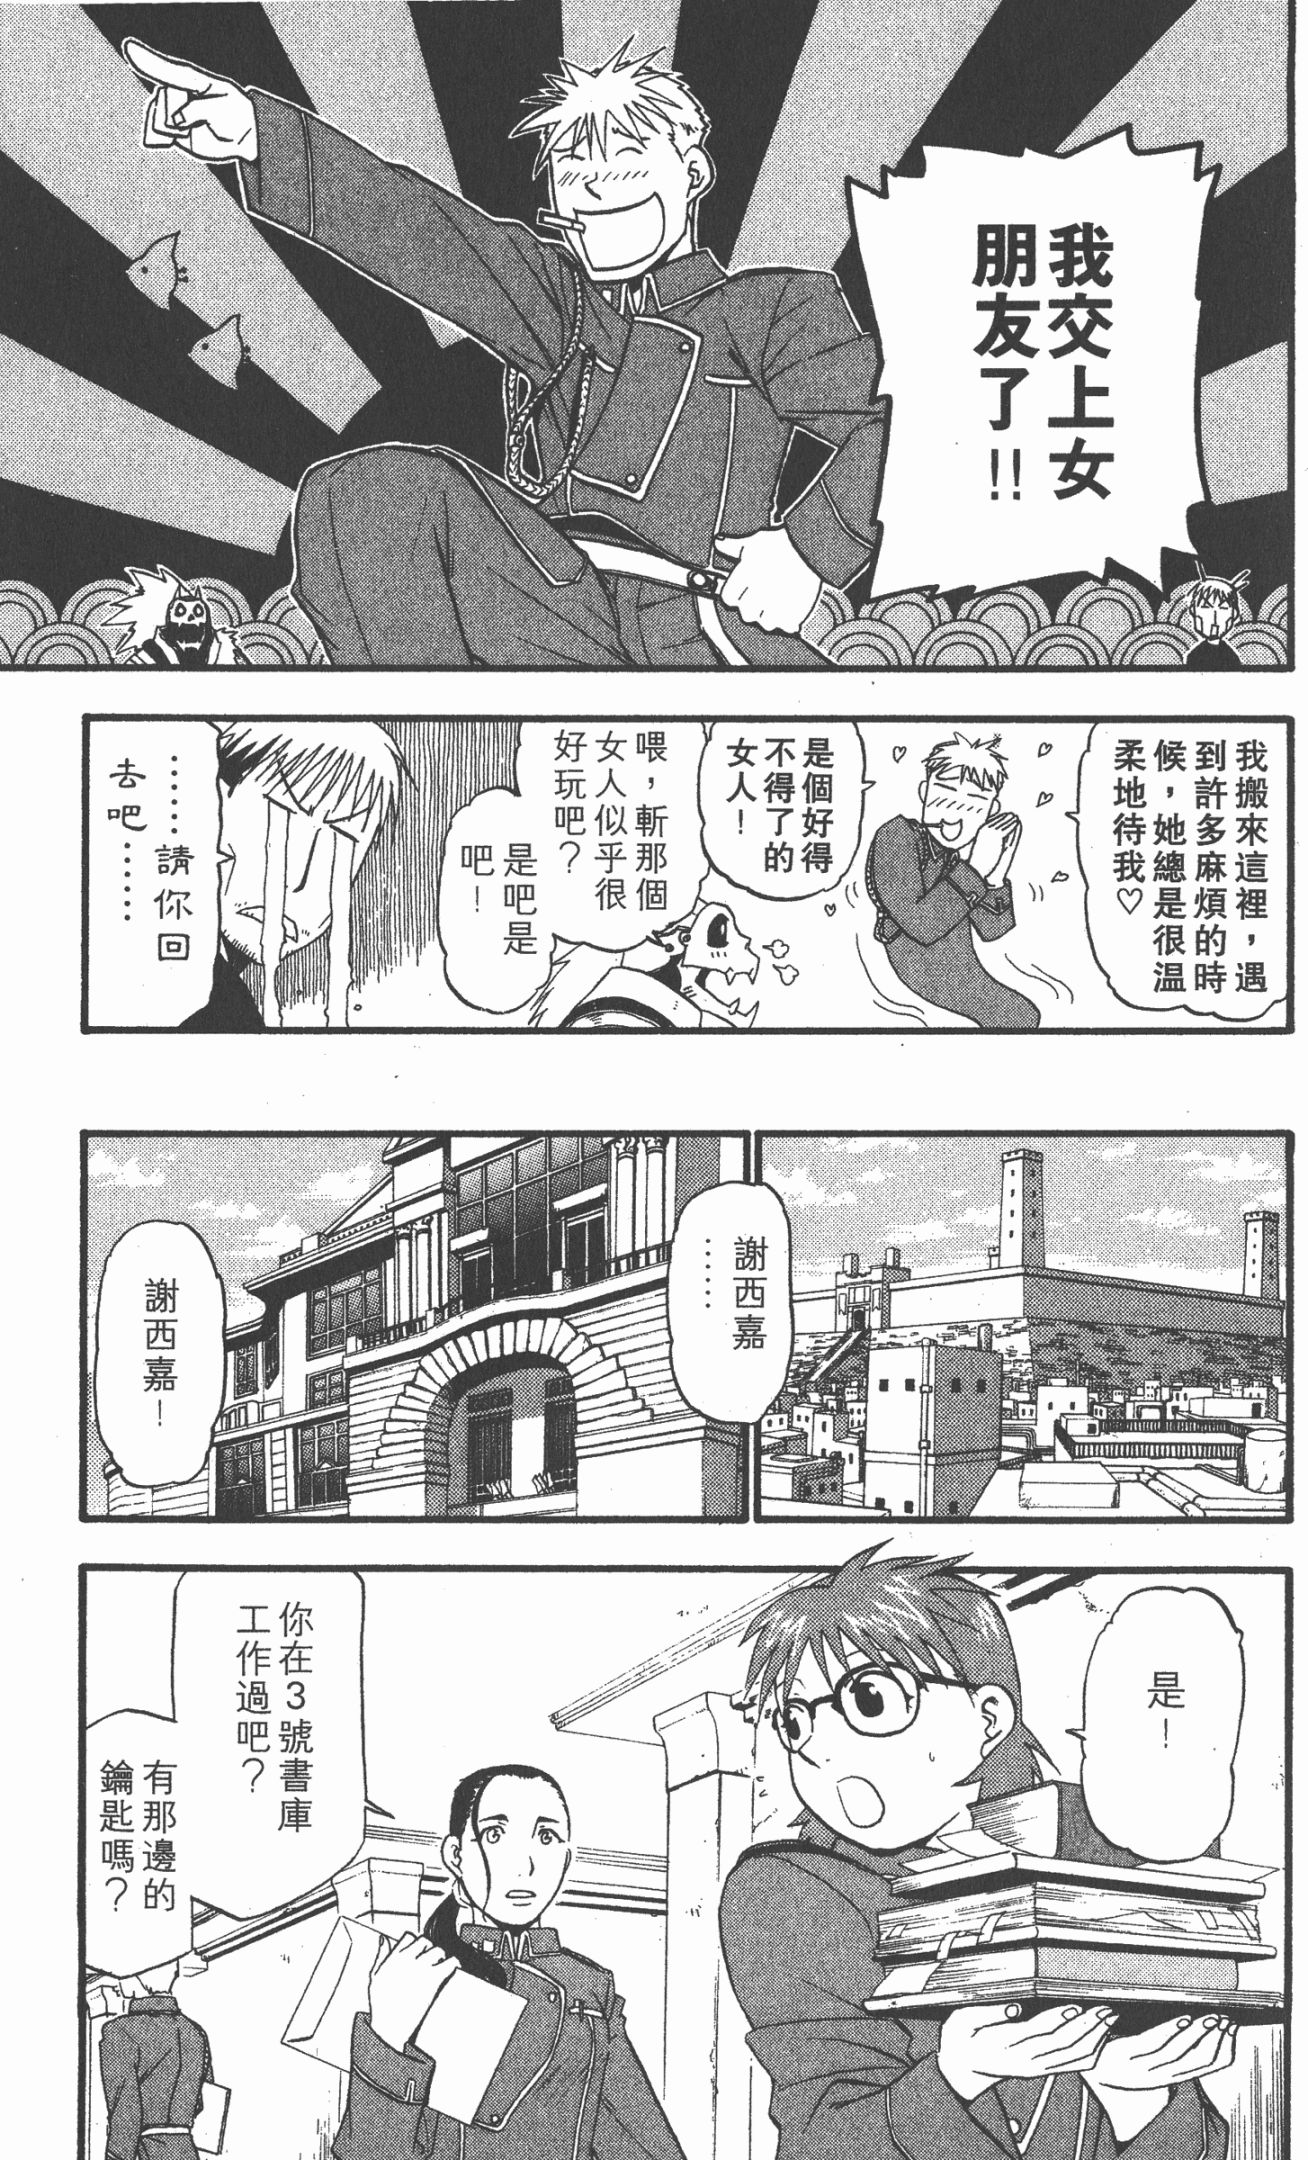 我交上女
朋友了!!
我搬來這裡，遇
到許多麻煩的時
候，她總是很溫
柔地待我♡
是個好得
不得了的
女人！
喂，斬那個
女人似乎很
好玩吧？
是吧是
吧！
……請你回
去吧……
謝西嘉
……
謝西嘉！
是！
你在3號書庫
工作過吧？
有那邊的
鑰匙嗎？